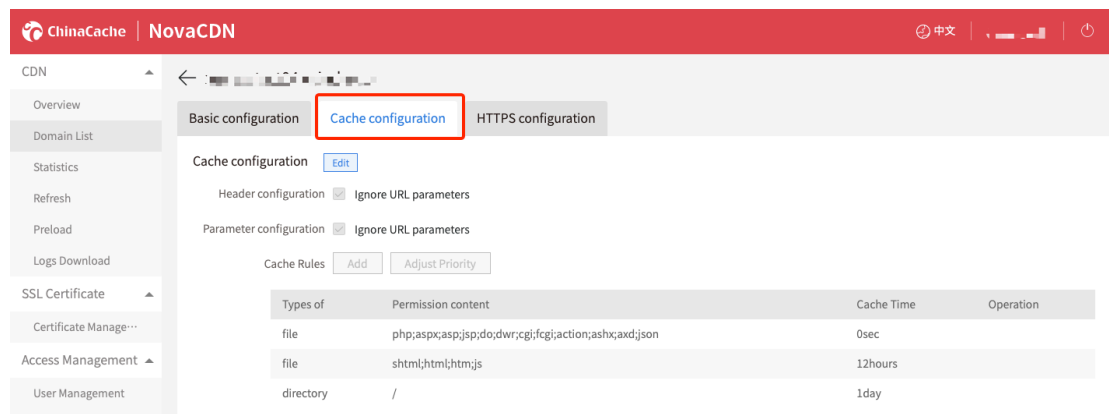 ChinaCache NovaCDN 中文
CDN
Overview
Domain List
Statistics
Refresh
Preload
Logs Download
SSL Certificate
Certificate Manage···
Access Management
User Management
Basic configuration Cache configuration HTTPS configuration
Cache configuration Edit
Header configuration Ignore URL parameters
Parameter configuration Ignore URL parameters
Cache Rules Add Adjust Priority
Types of Permission content Cache Time Operation
file php;aspx;asp;jsp;do;dwr;cgi;fcgi;action;ashx;axd;json 0sec
file shtml;html;htm;js 12hours
directory / 1day